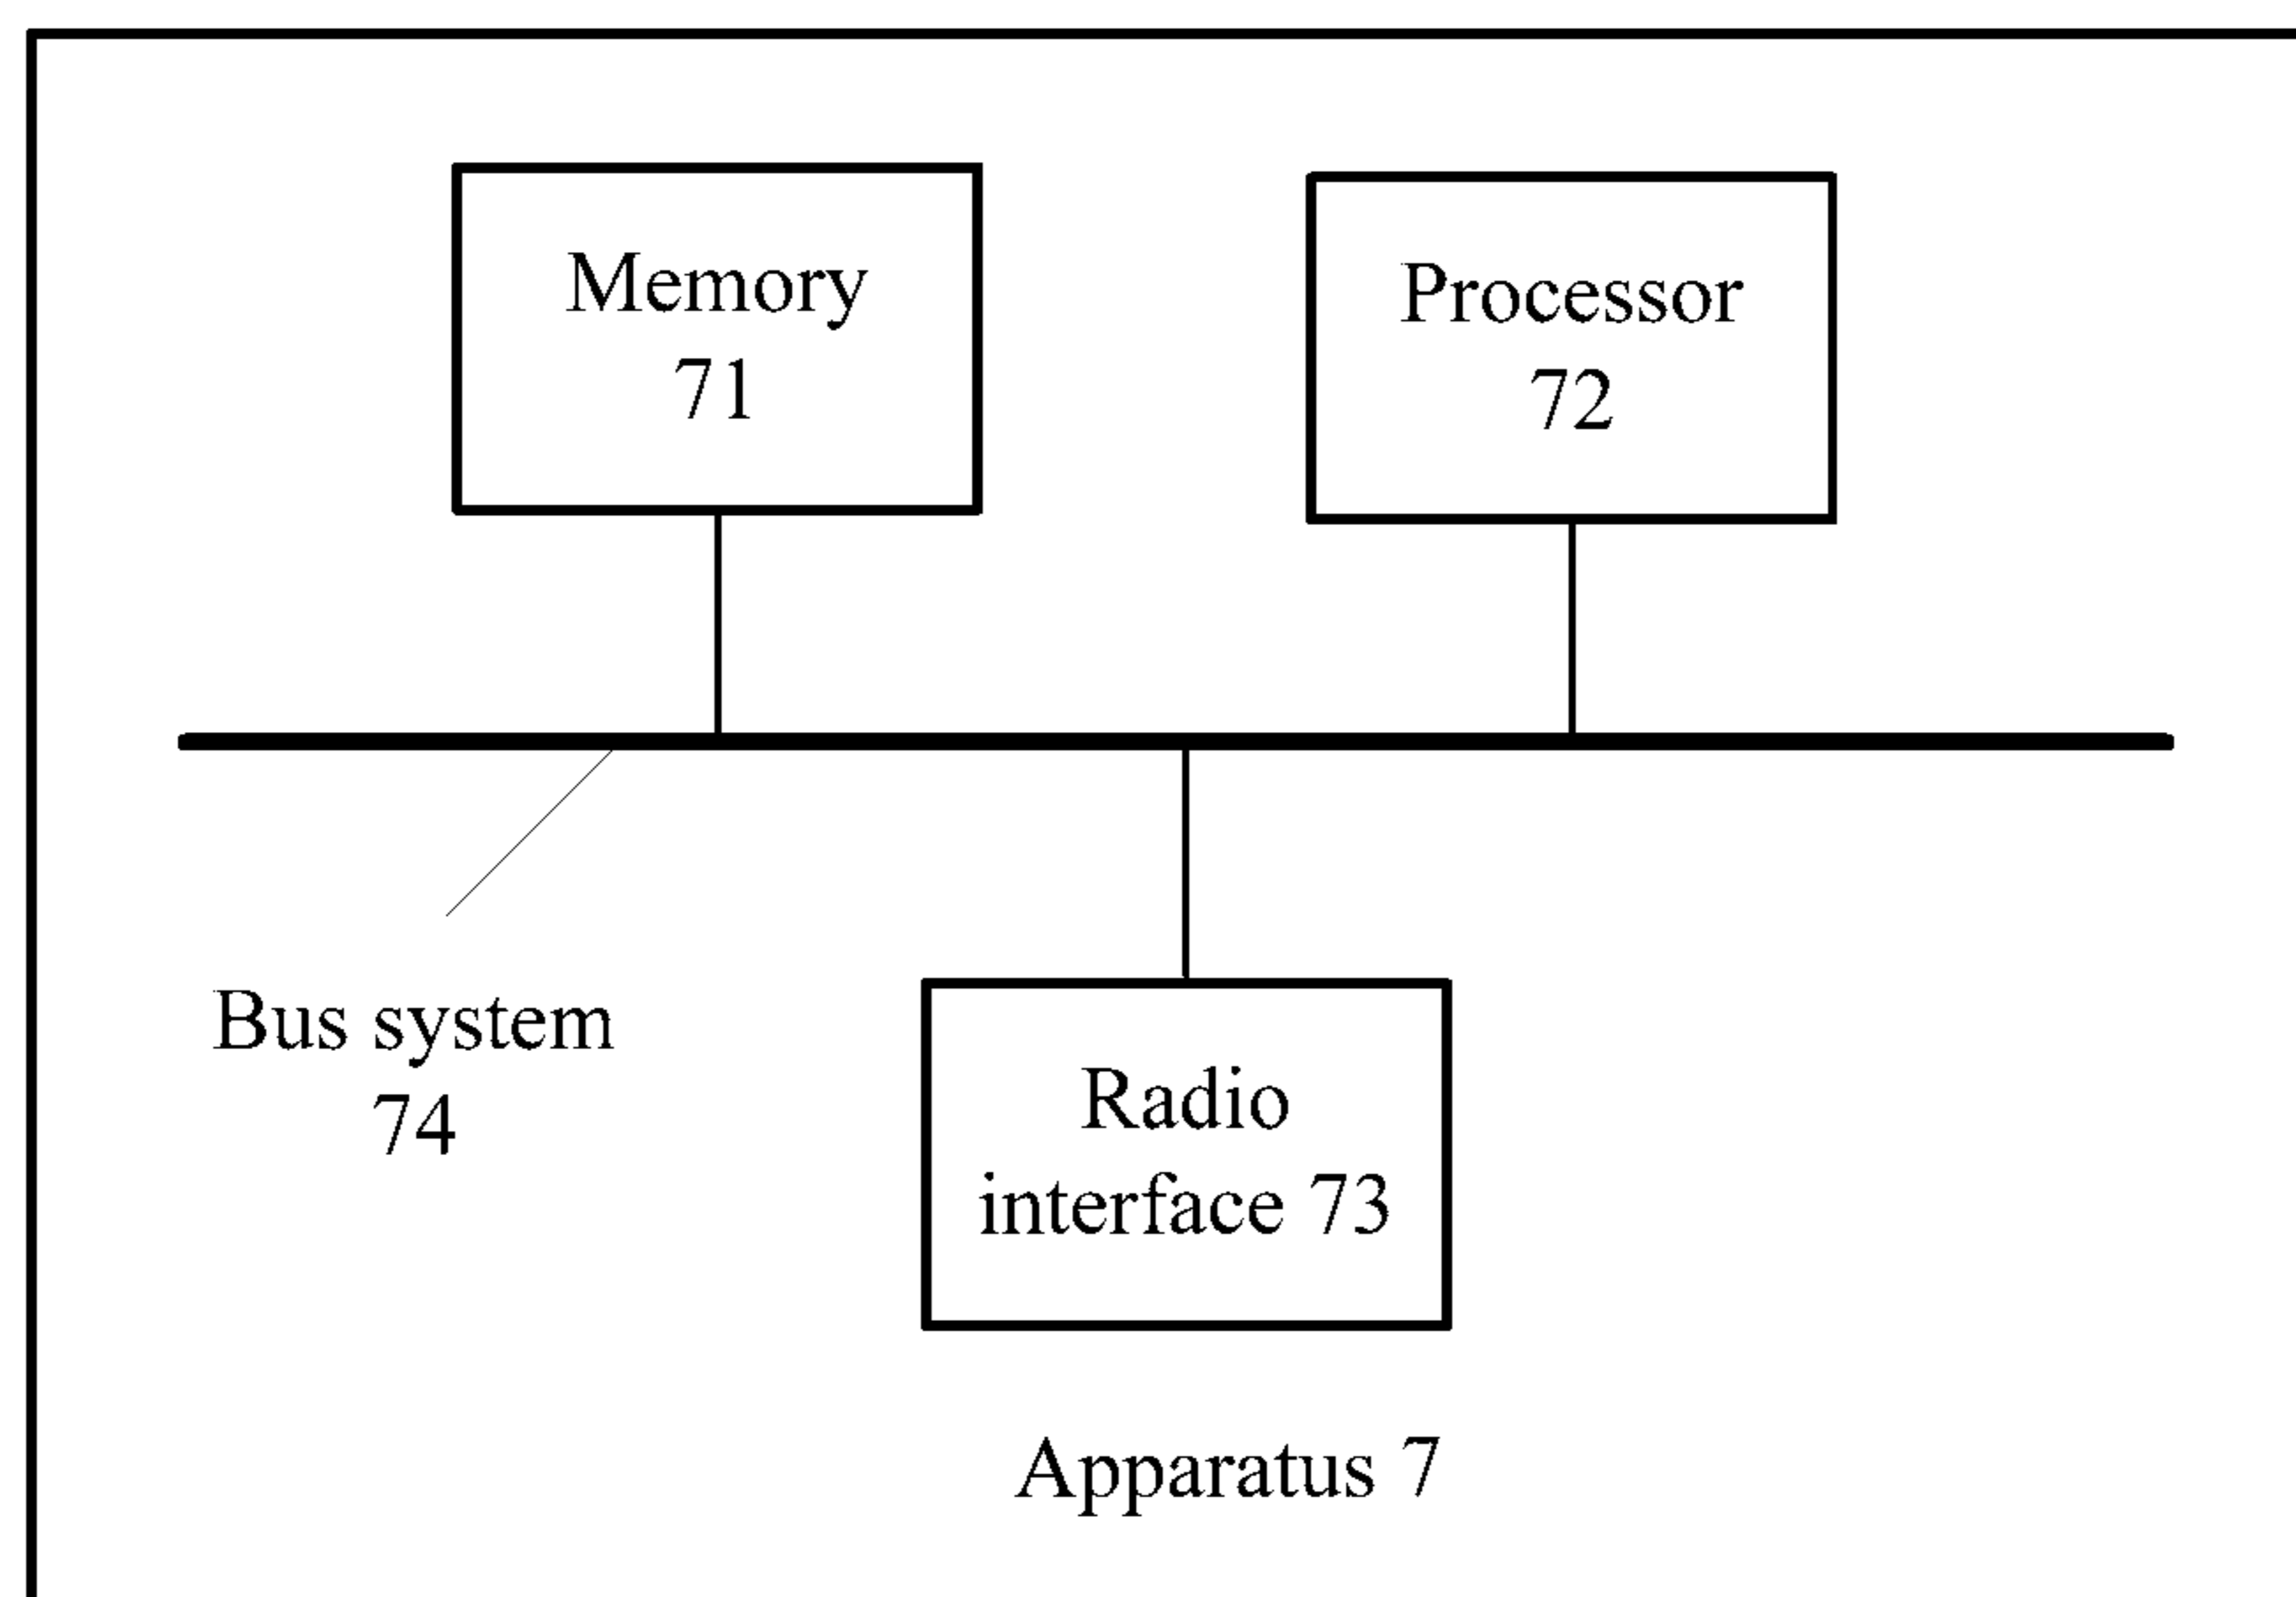 Memory
71
Processor
72
Bus system
74
Radio
interface 73
Apparatus 7